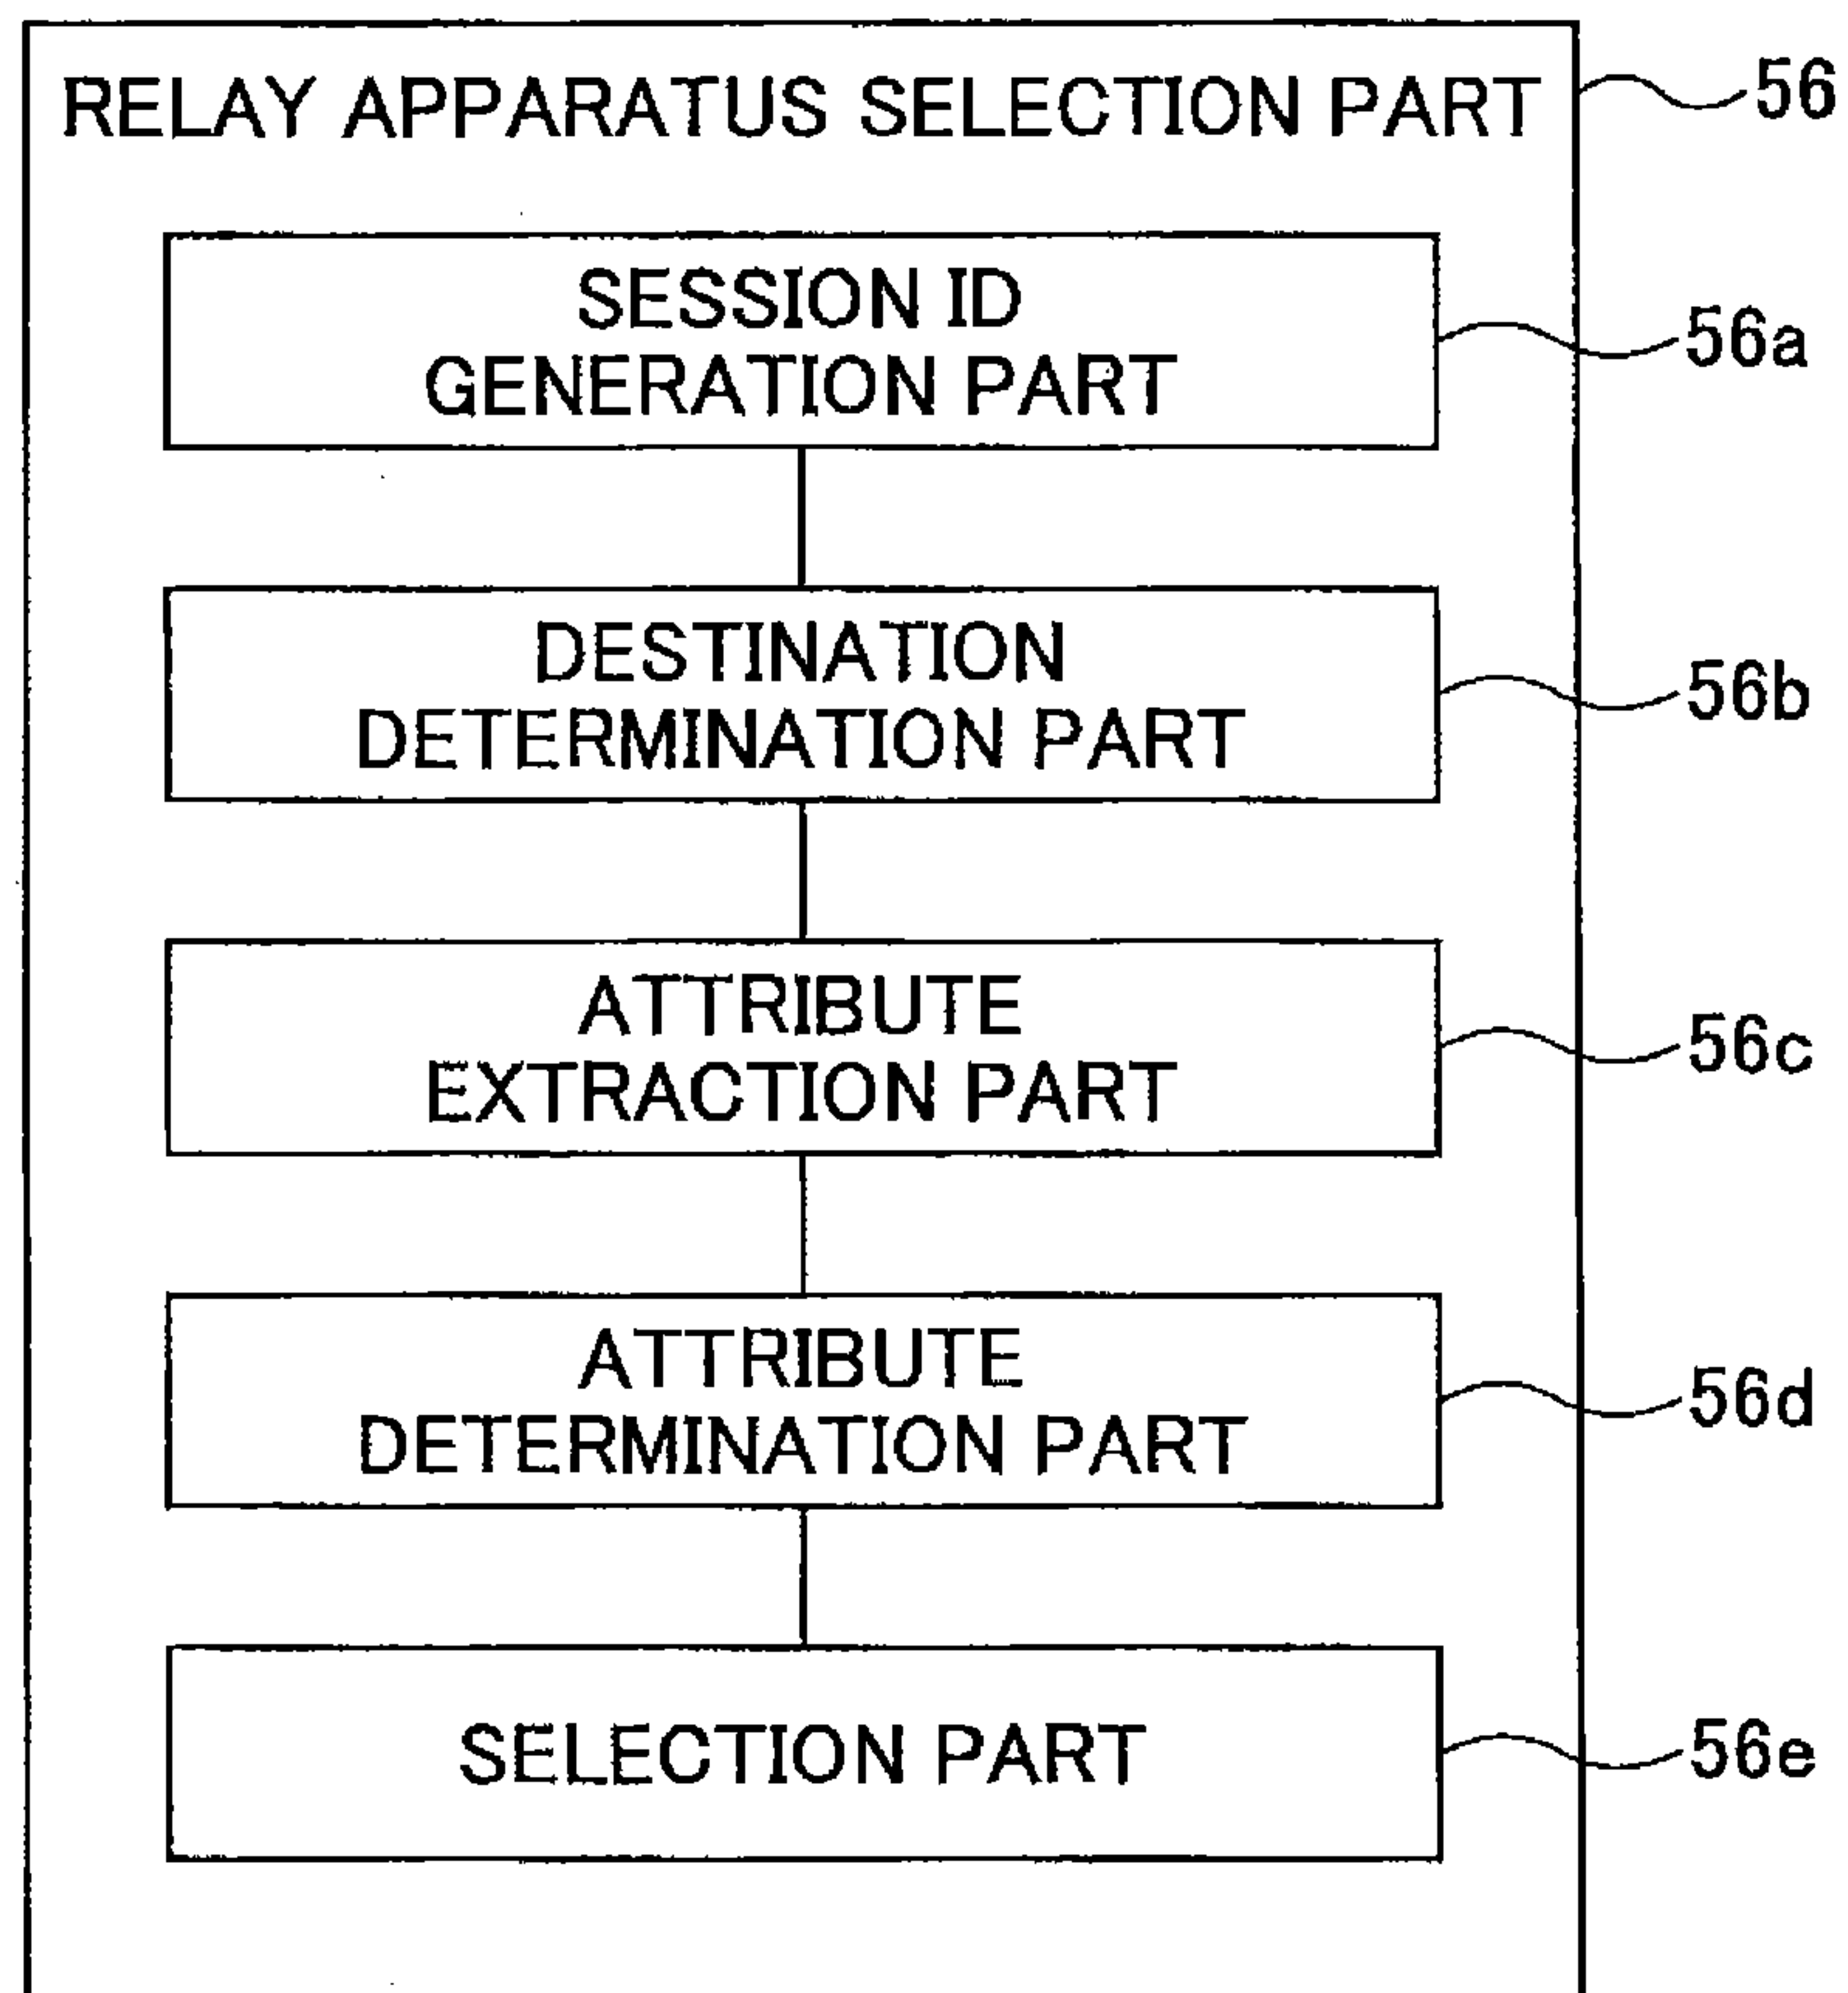 RELAY APPARATUS SELECTION PART
56
SESSION ID
GENERATION PART
56a
DESTINATION
DETERMINATION PART
56b
ATTRIBUTE
EXTRACTION PART
56c
ATTRIBUTE
DETERMINATION PART
56d
SELECTION PART
56e